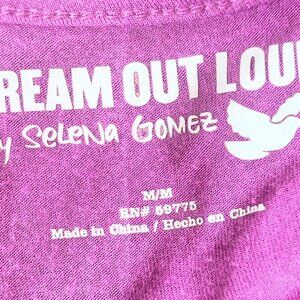 REAM OUT LOU
y SELENA GOMEZ
M/M
RN# 59775
Made in China / Hecho en China